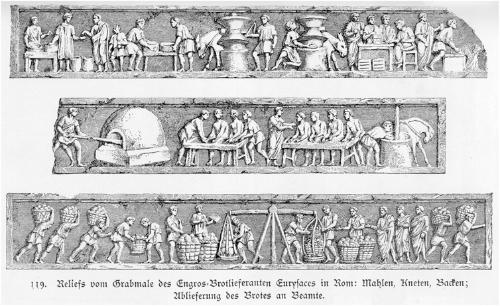 119. Reliefs vom Grabmale des Engros-Brotlieferanten Eurysaces in Rom: Mahlen, Kneten, Backen;
Ablieferung des Brotes an Beamte.